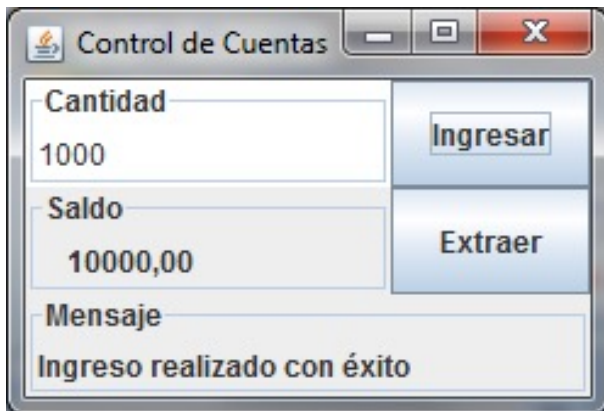 Control de Cuentas
Cantidad
1000
Ingresar
Saldo
10000,00
Extraer
Mensaje
Ingreso realizado con éxito